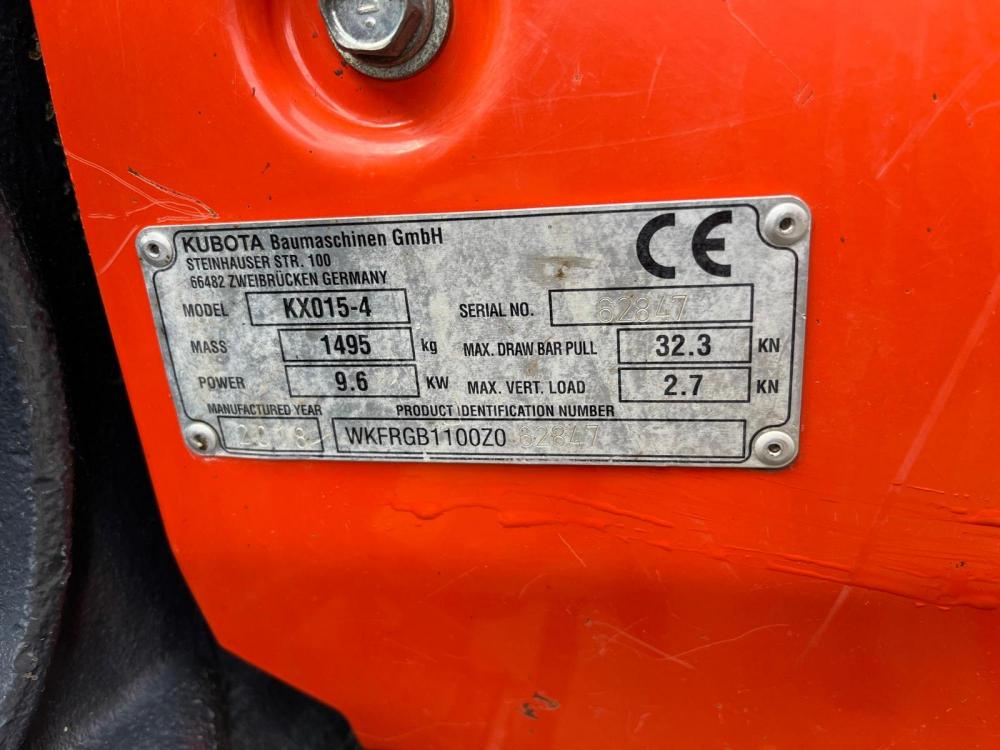 KUBOTA Baumaschinen GmbH
STEINHAUSER STR. 100
66482 ZWEIBRÜCKEN GERMANY
CE
MODEL KX015-4 SERIAL NO. 62847
MASS 1495 kg MAX. DRAW BAR PULL 32.3 KN
POWER 9.6 KW MAX. VERT. LOAD 2.7 KN
MANUFACTURED YEAR PRODUCT IDENTIFICATION NUMBER
2018 WKFRGB1100Z062847